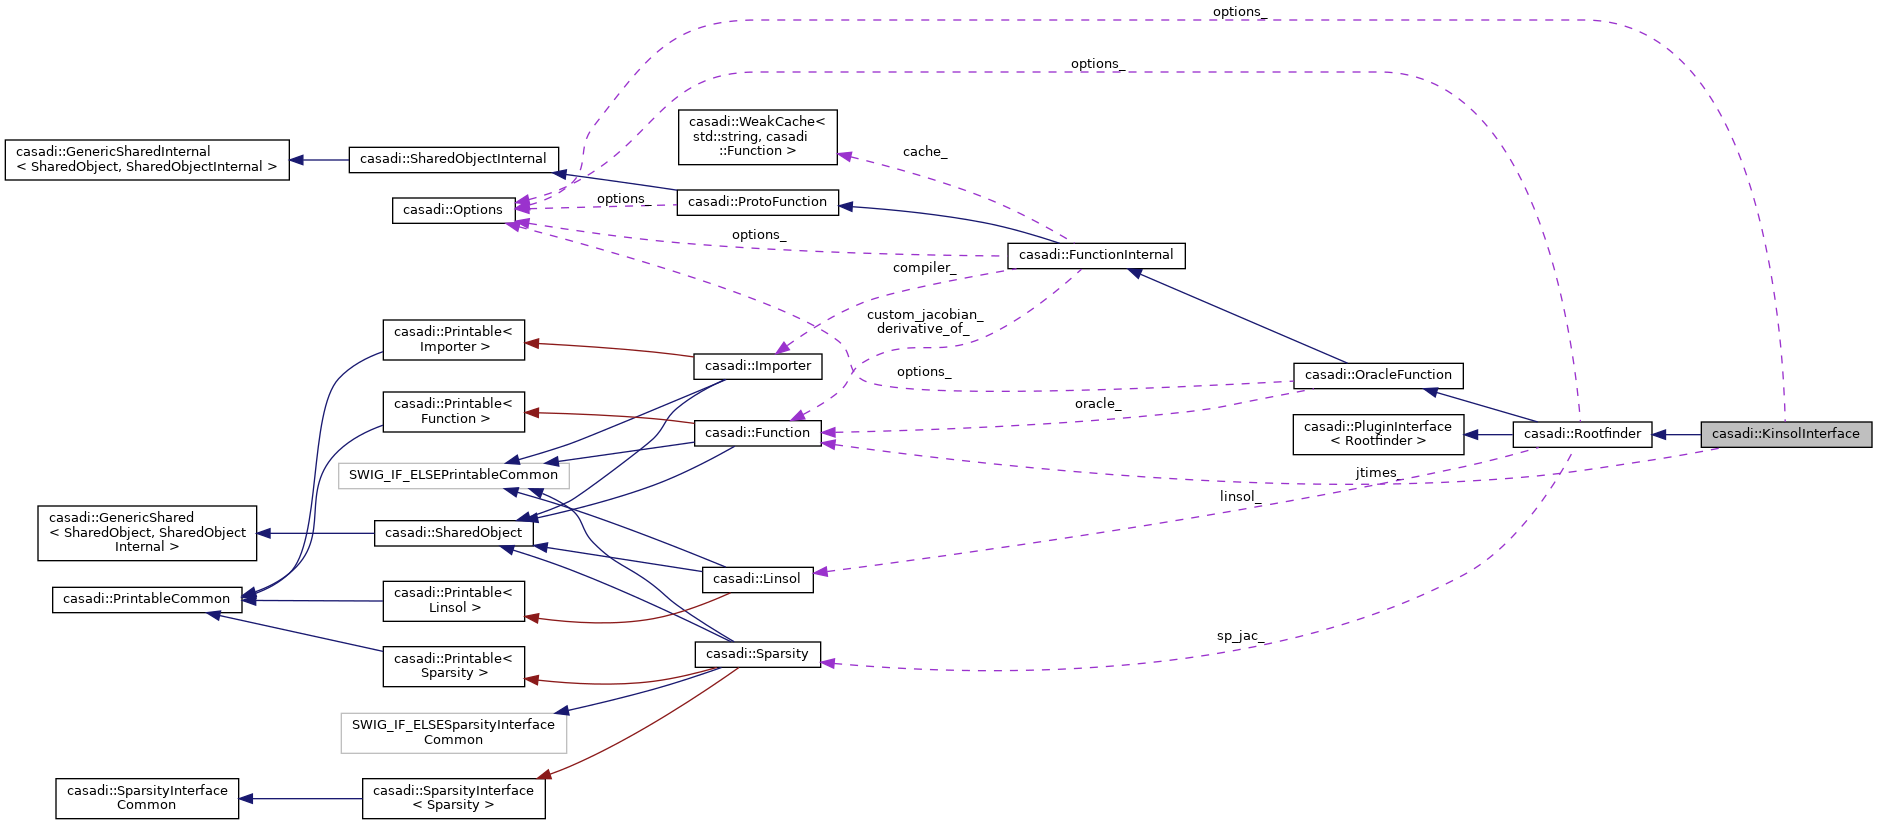 options_
options_
casadi::WeakCache<
std::string, casadi
::Function >
cache_
casadi::GenericSharedInternal
< SharedObject, SharedObjectInternal >
casadi::SharedObjectInternal
casadi::Options
options_
casadi::ProtoFunction
options_
casadi::FunctionInternal
compiler_
custom_jacobian_
derivative_of_
casadi::Printable<
Importer >
casadi::Importer
options_
casadi::OracleFunction
oracle_
casadi::Printable<
Function >
casadi::Function
casadi::PluginInterface
< Rootfinder >
casadi::Rootfinder
casadi::KinsolInterface
SWIG_IF_ELSEPrintableCommon
jtimes_
linsol_
casadi::GenericShared
< SharedObject, SharedObject
Internal >
casadi::SharedObject
casadi::Linsol
casadi::PrintableCommon
casadi::Printable<
Linsol >
sp_jac_
casadi::Printable<
Sparsity >
casadi::Sparsity
SWIG_IF_ELSESparsityInterface
Common
casadi::SparsityInterface
Common
casadi::SparsityInterface
< Sparsity >